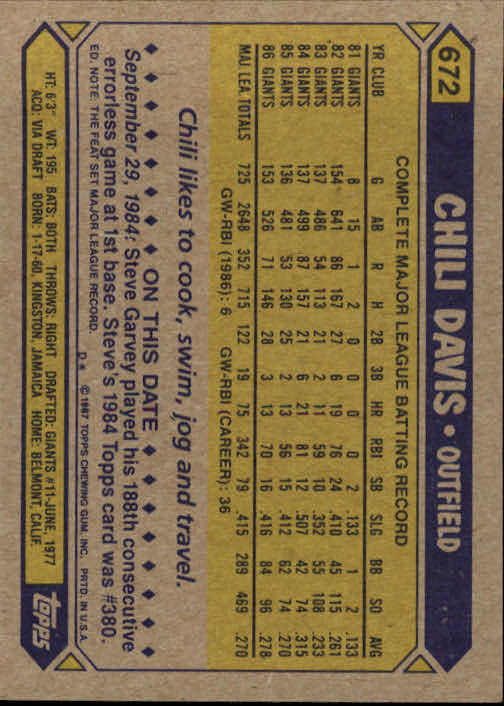 672 CHILI DAVIS • OUTFIELD
COMPLETE MAJOR LEAGUE BATTING RECORD
YR CLUB G AB R H 2B 3B HR RBI SB SLG BB SO AVG
81 GIANTS 8 15 1 2 0 0 0 0 2 .133 1 2 .133
82 GIANTS 154 641 86 167 27 6 19 76 24 .410 45 115 .261
83 GIANTS 137 486 54 113 21 2 11 59 10 .352 55 108 .233
84 GIANTS 137 499 87 157 21 6 21 81 12 .507 42 74 .315
85 GIANTS 136 481 53 130 25 2 13 56 15 .412 62 74 .270
86 GIANTS 153 526 71 146 28 3 13 70 16 .416 84 96 .278
MAJ. LEA. TOTALS 725 2648 352 715 122 19 75 342 79 .415 289 469 .270
GW-RBI (1986): 6 GW-RBI (CAREER): 36
Chili likes to cook, swim, jog and travel.
ON THIS DATE
September 29, 1984: Steve Garvey played his 188th consecutive
errorless game at 1st base. Steve's 1984 Topps card was #380.
ED. NOTE: THE FEAT SET MAJOR LEAGUE RECORD.
D* © 1987 TOPPS CHEWING GUM, INC. PRTD. IN U.S.A.
HT: 6'3" WT: 195 BATS: BOTH THROWS: RIGHT DRAFTED: GIANTS #11-JUNE, 1977
ACQ: VIA DRAFT BORN: 1-17-60, KINGSTON, JAMAICA HOME: BELMONT, CALIF.
topps